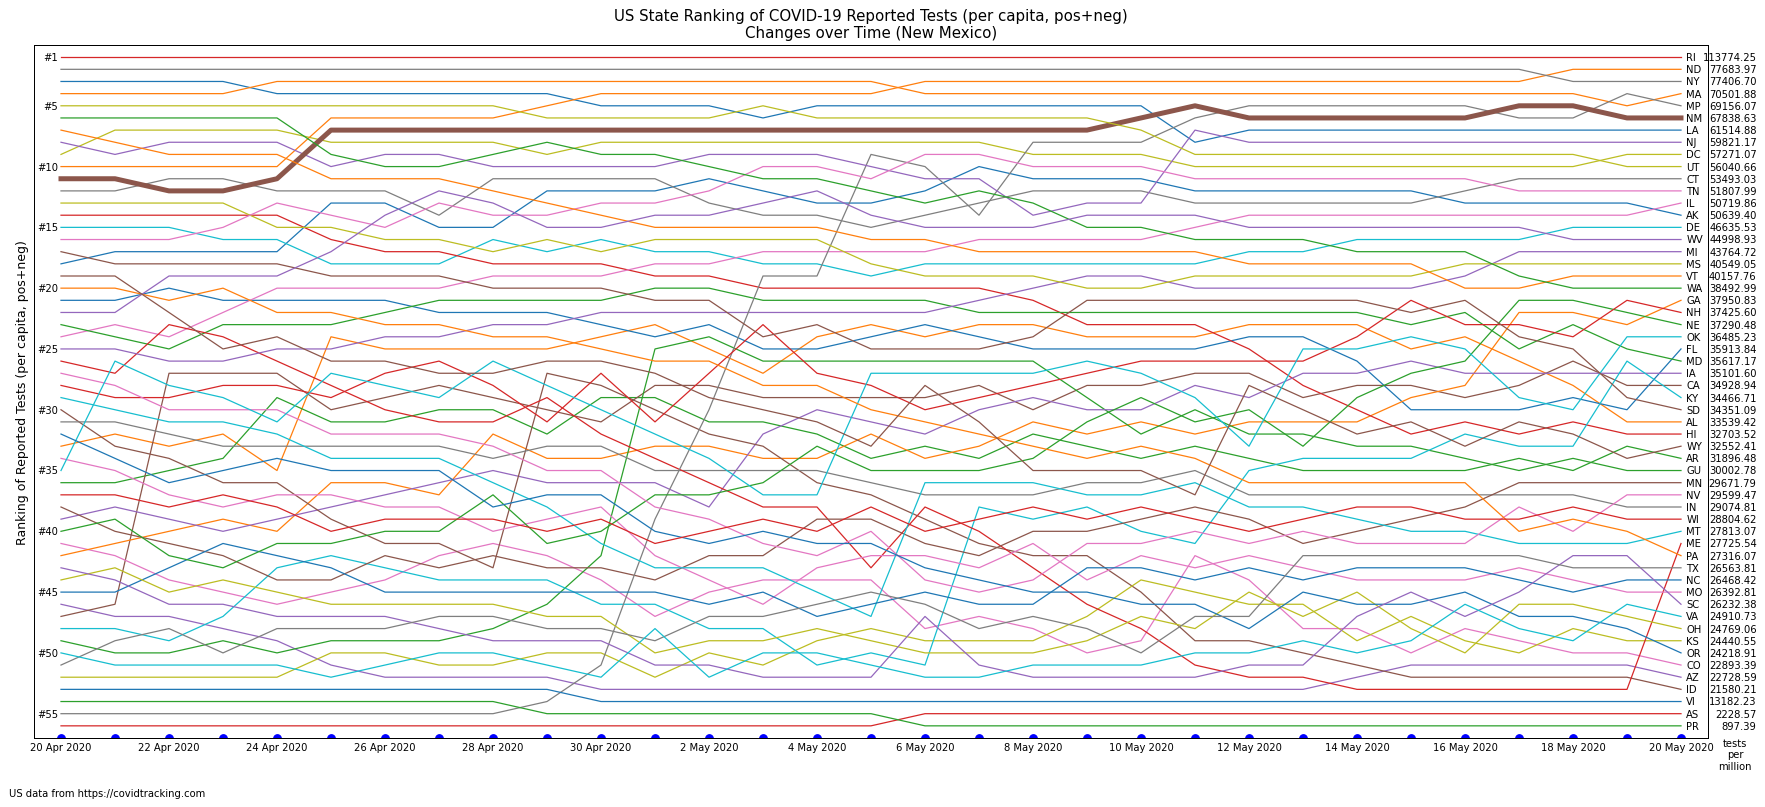 US State Ranking of COVID-19 Reported Tests (per capita, pos+neg)
Changes over Time (New Mexico)
Ranking of Reported Tests (per capita, pos+neg)
#1
#5
#10
#15
#20
#25
#30
#35
#40
#45
#50
#55
RI 113774.25
ND 77683.97
NY 77406.70
MA 70501.88
MP 69156.07
NM 67838.63
LA 61514.88
NJ 59821.17
DC 57271.07
UT 56040.66
CT 53493.03
TN 51807.99
IL 50719.86
AK 50639.40
DE 46635.53
WV 44998.93
MI 43764.72
MS 40549.05
VT 40157.76
WA 38492.99
GA 37950.83
NH 37425.60
NE 37290.48
OK 36485.23
FL 35913.84
MD 35617.17
IA 35101.60
CA 34928.94
KY 34466.71
SD 34351.09
AL 33539.42
HI 32703.52
WY 32552.41
AR 31896.48
GU 30002.78
MN 29671.79
NV 29599.47
IN 29074.81
WI 28804.62
MT 27813.07
ME 27725.54
PA 27316.07
TX 26563.81
NC 26468.42
MO 26392.81
SC 26232.38
VA 24910.73
OH 24769.06
KS 24440.55
OR 24218.91
CO 22893.39
AZ 22728.59
ID 21580.21
VI 13182.23
AS 2228.57
PR 897.39
20 Apr 2020 22 Apr 2020 24 Apr 2020 26 Apr 2020 28 Apr 2020 30 Apr 2020 2 May 2020 4 May 2020 6 May 2020 8 May 2020 10 May 2020 12 May 2020 14 May 2020 16 May 2020 18 May 2020 20 May 2020
tests
per
million
US data from https://covidtracking.com